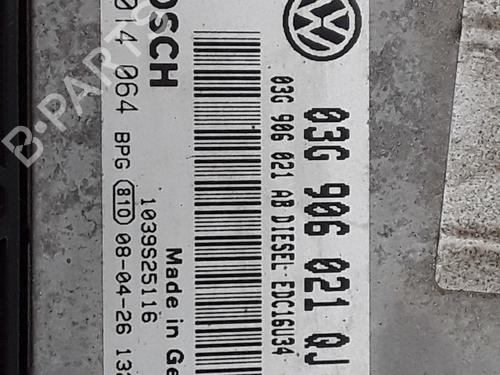 03G 906 021 QJ
03G 906 021 AB DIESEL- EDC16U34
BOSCH
Made in Ge
1039S25116
014 064 BPG 810 08-04-26 132
B-PARTS